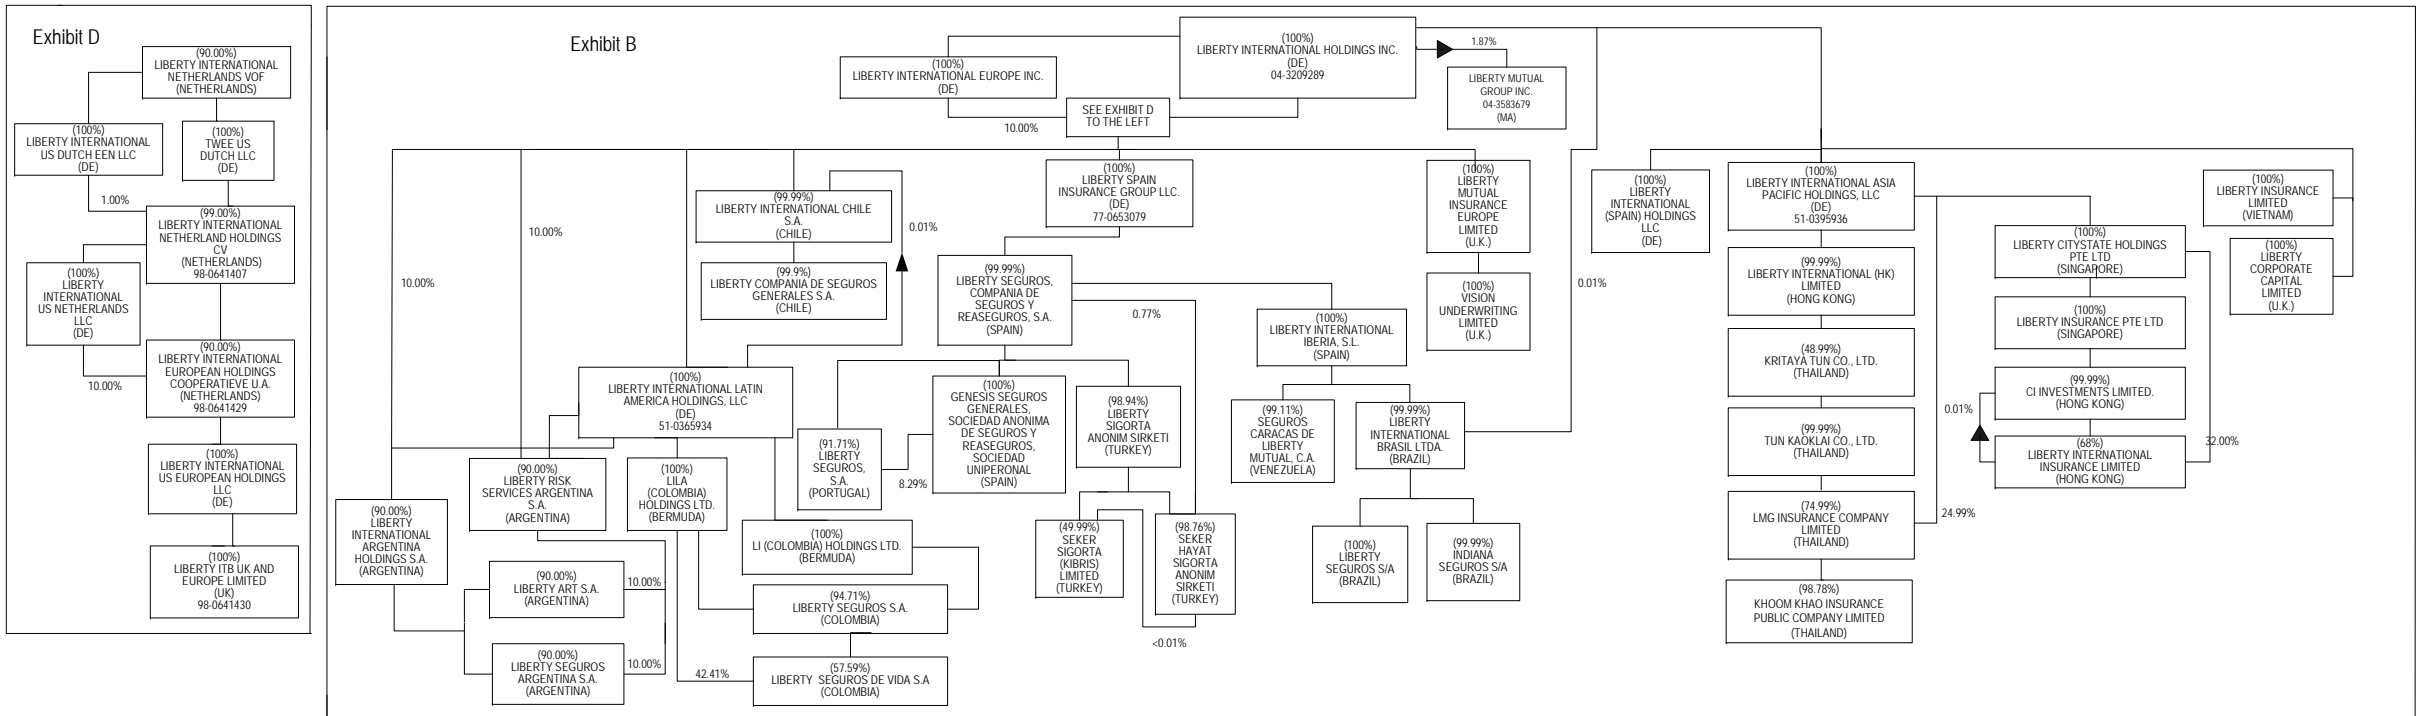 Exhibit D
(90.00%)
LIBERTY INTERNATIONAL
NETHERLANDS VOF
(NETHERLANDS)
(100%)
LIBERTY INTERNATIONAL
US DUTCH EEN LLC
(DE)
(100%)
TWEE US
DUTCH LLC
(DE)
1.00%
(99.00%)
LIBERTY INTERNATIONAL
NETHERLAND HOLDINGS
CV
(NETHERLANDS)
98-0641407
(100%)
LIBERTY
INTERNATIONAL
US NETHERLANDS
LLC
(DE)
10.00%
(90.00%)
LIBERTY INTERNATIONAL
EUROPEAN HOLDINGS
COOPERATIEVE U.A.
(NETHERLANDS)
98-0641429
(100%)
LIBERTY INTERNATIONAL
US EUROPEAN HOLDINGS
LLC
(DE)
(100%)
LIBERTY ITB UK AND
EUROPE LIMITED
(UK)
98-0641430
Exhibit B
(100%)
LIBERTY INTERNATIONAL HOLDINGS INC.
(DE)
04-3209289
1.87%
LIBERTY MUTUAL
GROUP INC.
04-3583679
(MA)
(100%)
LIBERTY INTERNATIONAL EUROPE INC.
(DE)
10.00%
SEE EXHIBIT D
TO THE LEFT
10.00%
10.00%
(99.99%)
LIBERTY INTERNATIONAL CHILE
S.A.
(CHILE)
0.01%
(99.9%)
LIBERTY COMPANIA DE SEGUROS
GENERALES S.A.
(CHILE)
(100%)
LIBERTY INTERNATIONAL LATIN
AMERICA HOLDINGS, LLC
(DE)
51-0365934
(90.00%)
LIBERTY
INTERNATIONAL
ARGENTINA
HOLDINGS S.A.
(ARGENTINA)
(90.00%)
LIBERTY RISK
SERVICES ARGENTINA
S.A.
(ARGENTINA)
(100%)
LILA
(COLOMBIA)
HOLDINGS LTD.
(BERMUDA)
(100%)
LI (COLOMBIA) HOLDINGS LTD.
(BERMUDA)
(90.00%)
LIBERTY ART S.A.
(ARGENTINA)
10.00%
(90.00%)
LIBERTY SEGUROS
ARGENTINA S.A.
(ARGENTINA)
10.00%
(94.71%)
LIBERTY SEGUROS S.A.
(COLOMBIA)
42.41%
(57.59%)
LIBERTY  SEGUROS DE VIDA S.A
(COLOMBIA)
(100%)
LIBERTY SPAIN
INSURANCE GROUP LLC.
(DE)
77-0653079
(99.99%)
LIBERTY SEGUROS,
COMPANIA DE
SEGUROS Y
REASEGUROS, S.A.
(SPAIN)
0.77%
(91.71%)
LIBERTY
SEGUROS,
S.A.
(PORTUGAL)
8.29%
(100%)
GENESIS SEGUROS
GENERALES,
SOCIEDAD ANONIMA
DE SEGUROS Y
REASEGUROS,
SOCIEDAD
UNIPERONAL
(SPAIN)
(98.94%)
LIBERTY
SIGORTA
ANONIM SIRKETI
(TURKEY)
(49.99%)
SEKER
SIGORTA
(KIBRIS)
LIMITED
(TURKEY)
(98.76%)
SEKER
HAYAT
SIGORTA
ANONIM
SIRKETI
(TURKEY)
<0.01%
(100%)
LIBERTY INTERNATIONAL
IBERIA, S.L.
(SPAIN)
(99.11%)
SEGUROS
CARACAS DE
LIBERTY
MUTUAL, C.A.
(VENEZUELA)
(99.99%)
LIBERTY
INTERNATIONAL
BRASIL LTDA.
(BRAZIL)
(100%)
LIBERTY
SEGUROS S/A
(BRAZIL)
(99.99%)
INDIANA
SEGUROS S/A
(BRAZIL)
(100%)
LIBERTY
MUTUAL
INSURANCE
EUROPE
LIMITED
(U.K.)
(100%)
VISION
UNDERWRITING
LIMITED
(U.K.)
0.01%
(100%)
LIBERTY
INTERNATIONAL
(SPAIN) HOLDINGS
LLC
(DE)
(100%)
LIBERTY INTERNATIONAL ASIA
PACIFIC HOLDINGS, LLC
(DE)
51-0395936
(99.99%)
LIBERTY INTERNATIONAL (HK)
LIMITED
(HONG KONG)
(48.99%)
KRITAYA TUN CO., LTD.
(THAILAND)
(99.99%)
TUN KAOKLAI CO., LTD.
(THAILAND)
(74.99%)
LMG INSURANCE COMPANY
LIMITED
(THAILAND)
24.99%
(98.78%)
KHOOM KHAO INSURANCE
PUBLIC COMPANY LIMITED
(THAILAND)
(100%)
LIBERTY CITYSTATE HOLDINGS
PTE LTD
(SINGAPORE)
(100%)
LIBERTY INSURANCE PTE LTD
(SINGAPORE)
(99.99%)
CI INVESTMENTS LIMITED.
(HONG KONG)
0.01%
32.00%
(68%)
LIBERTY INTERNATIONAL
INSURANCE LIMITED
(HONG KONG)
(100%)
LIBERTY INSURANCE
LIMITED
(VIETNAM)
(100%)
LIBERTY
CORPORATE
CAPITAL
LIMITED
(U.K.)